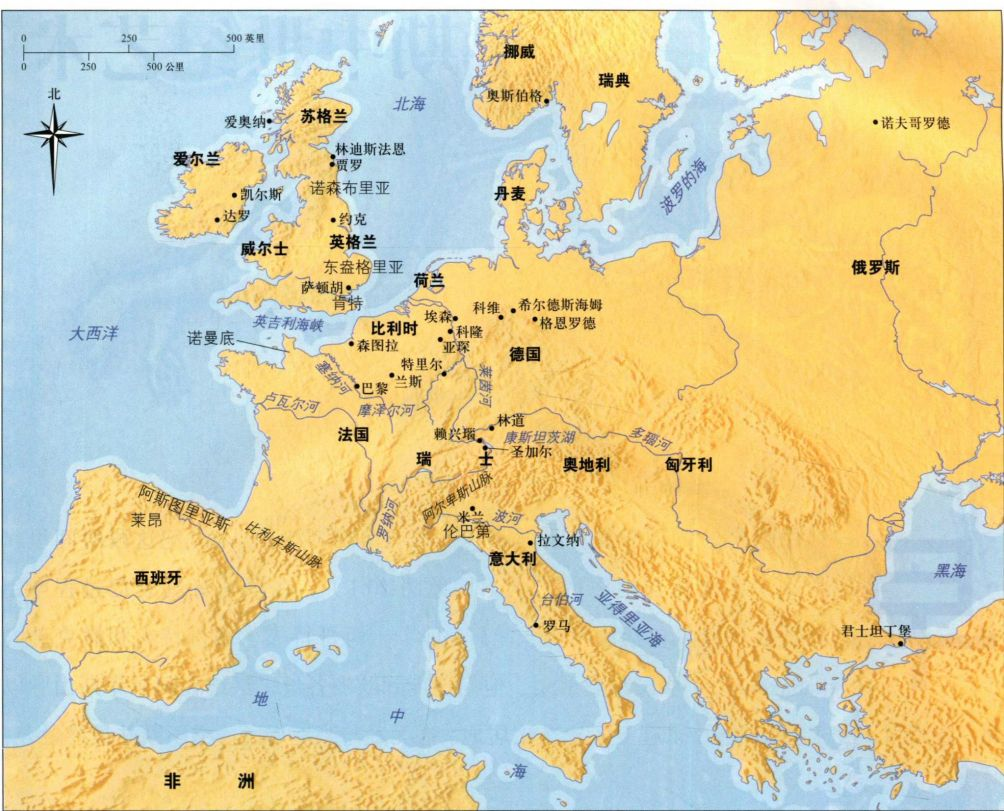 0 250 500 英里
0 250 500 公里
北
挪威
瑞典
奥斯伯格
北海
苏格兰
爱奥纳
诺夫哥罗德
林迪斯法恩
贾罗
爱尔兰
波罗的海
诺森布里亚
凯尔斯
丹麦
达罗
约克
威尔士
英格兰
东盎格里亚
俄罗斯
荷兰
萨顿胡
肯特
科维
希尔德斯海姆
埃森
格恩罗德
英吉利海峡
比利时
科隆
大西洋
诺曼底
森图拉
亚琛
德国
特里尔
塞纳河
兰斯
莱茵河
巴黎
卢瓦尔河
摩泽尔河
林道
法国
赖兴瑙
康斯坦茨湖
多瑙河
圣加尔
瑞士
奥地利
匈牙利
阿尔卑斯山脉
阿斯图里亚斯
莱昂
米兰
波河
罗纳河
伦巴第
比利牛斯山脉
拉文纳
意大利
西班牙
黑海
台伯河
亚得里亚海
罗马
君士坦丁堡
地中海
非洲